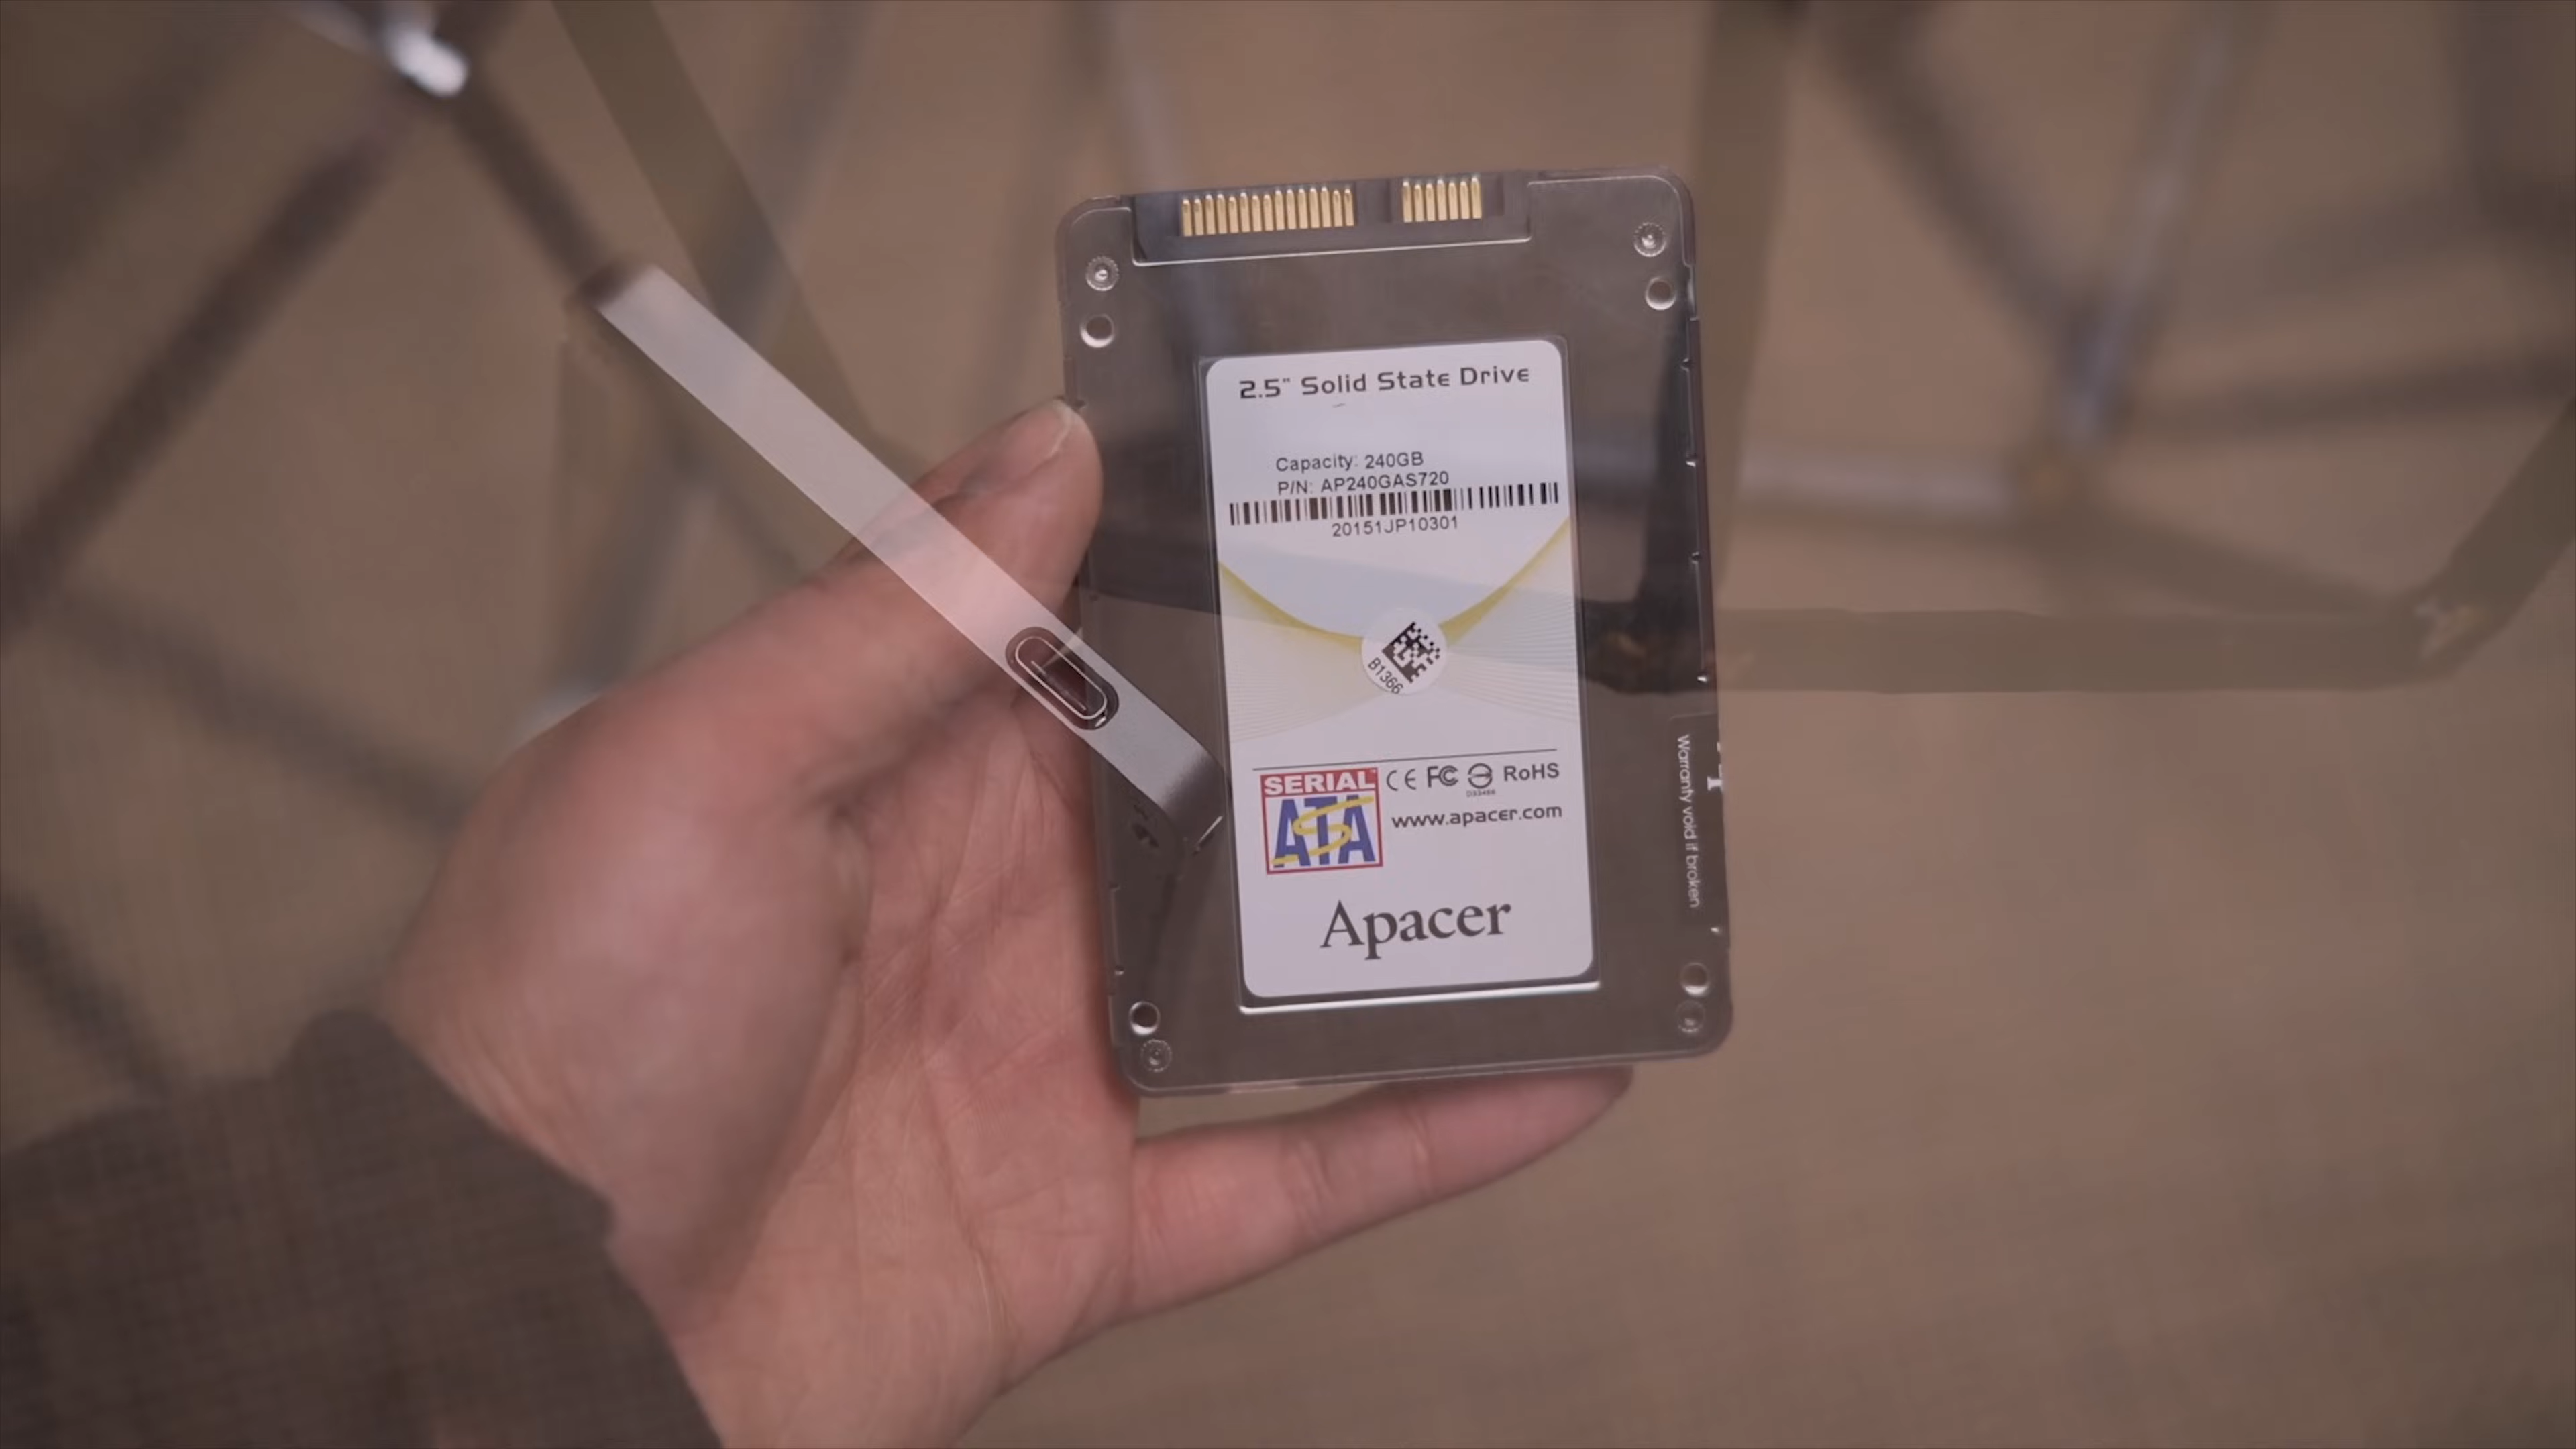 2.5" Solid State Drive
Capacity: 240GB
P/N: AP240GAS720
20151JP10301
B1366
SERIAL
ATA
CE FC RoHS
D33488
www.apacer.com
Apacer
Warranty void if broken